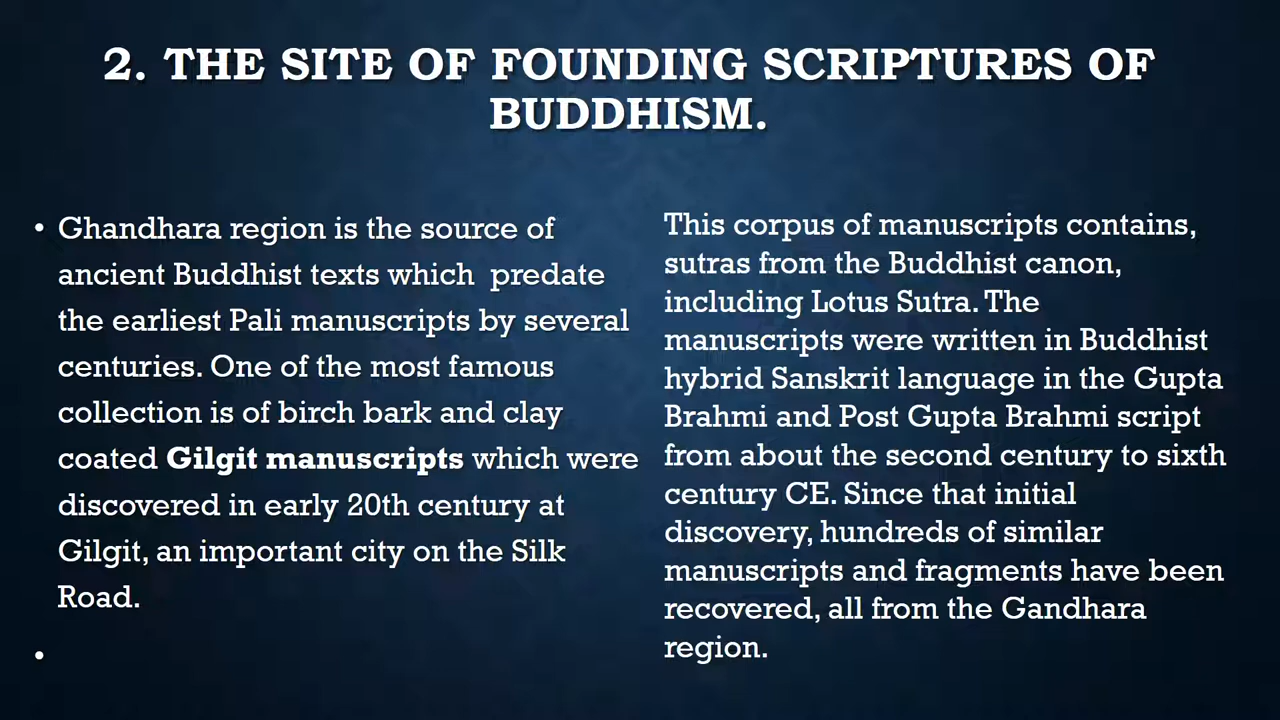 2. THE SITE OF FOUNDING SCRIPTURES OF
BUDDHISM.
• Ghandhara region is the source of
ancient Buddhist texts which predate
the earliest Pali manuscripts by several
centuries. One of the most famous
collection is of birch bark and clay
coated Gilgit manuscripts which were
discovered in early 20th century at
Gilgit, an important city on the Silk
Road.
•
This corpus of manuscripts contains,
sutras from the Buddhist canon,
including Lotus Sutra. The
manuscripts were written in Buddhist
hybrid Sanskrit language in the Gupta
Brahmi and Post Gupta Brahmi script
from about the second century to sixth
century CE. Since that initial
discovery, hundreds of similar
manuscripts and fragments have been
recovered, all from the Gandhara
region.